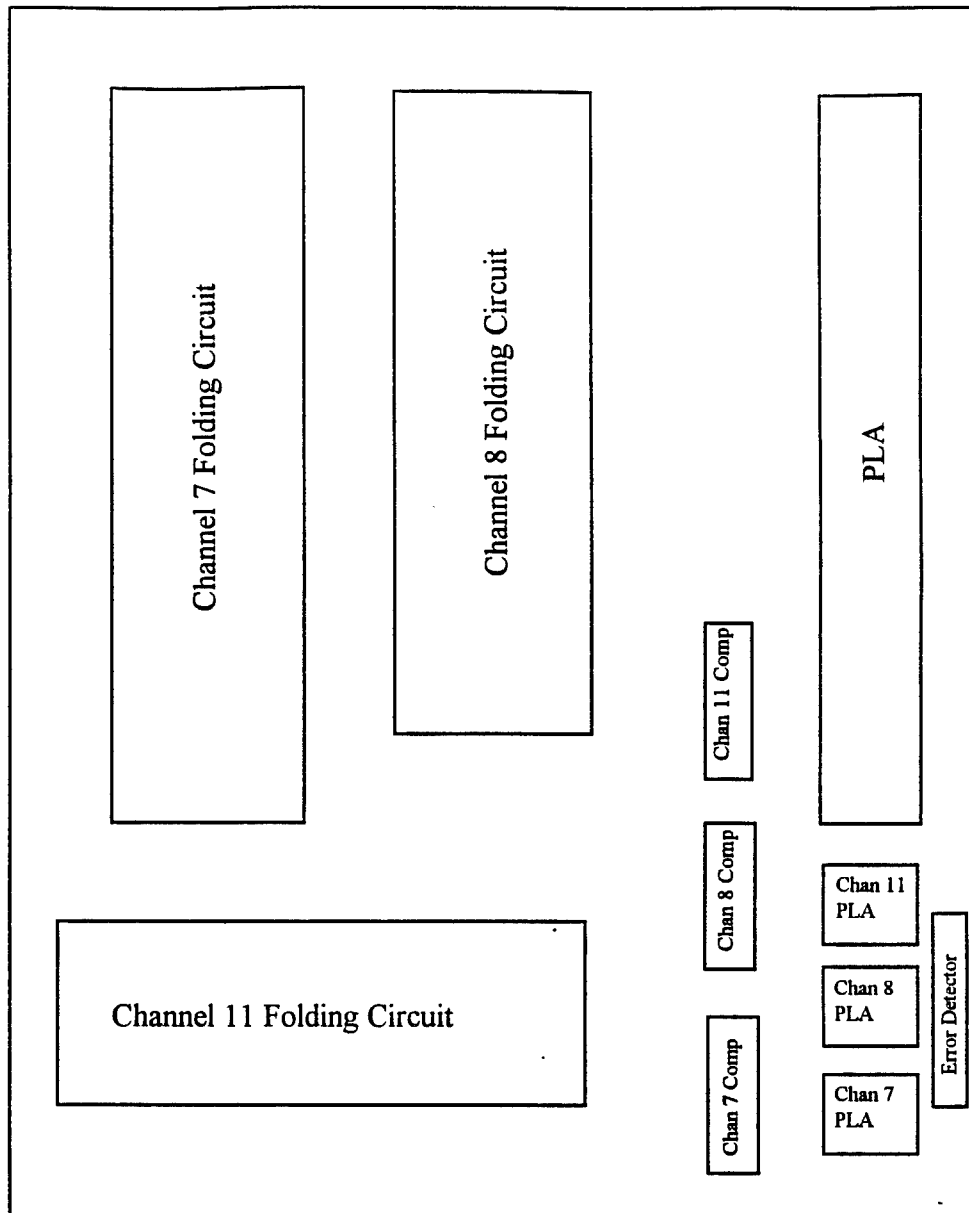 Channel 7 Folding Circuit
Channel 8 Folding Circuit
PLA
Chan 11 Comp
Chan 8 Comp
Chan 11
PLA
Channel 11 Folding Circuit
Chan 8
PLA
Error Detector
Chan 7 Comp
Chan 7
PLA